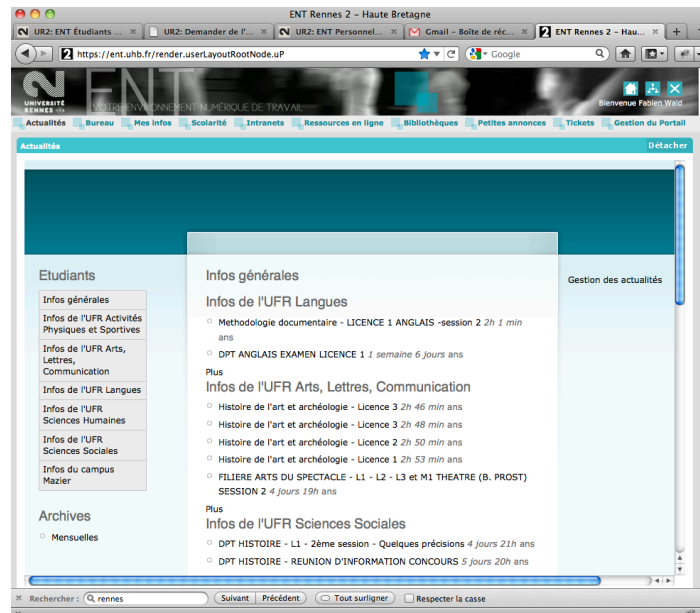 ENT Rennes 2 – Haute Bretagne
UR2: ENT Étudiants ...
UR2: Demander de l'...
UR2: ENT Personnel...
Gmail – Boîte de réc...
ENT Rennes 2 – Hau...
https://ent.uhb.fr/render.userLayoutRootNode.uP
Google
ENT
UNIVERSITÉ
RENNES
VOTRE ENVIRONNEMENT NUMÉRIQUE DE TRAVAIL
Bienvenue Fabien Wald
Actualités Bureau Mes infos Scolarité Intranets Ressources en ligne Bibliothèques Petites annonces Tickets Gestion du Portail
Actualités
Détacher
Etudiants
Infos générales
Infos de l'UFR Activités
Physiques et Sportives
Infos de l'UFR Arts,
Lettres,
Communication
Infos de l'UFR Langues
Infos de l'UFR
Sciences Humaines
Infos de l'UFR
Sciences Sociales
Infos du campus
Mazier
Archives
Mensuelles
Infos générales
Infos de l'UFR Langues
Methodologie documentaire - LICENCE 1 ANGLAIS -session 2 2h 1 min
ans
DPT ANGLAIS EXAMEN LICENCE 1 1 semaine 6 jours ans
Plus
Infos de l'UFR Arts, Lettres, Communication
Histoire de l'art et archéologie - Licence 3 2h 46 min ans
Histoire de l'art et archéologie - Licence 3 2h 48 min ans
Histoire de l'art et archéologie - Licence 2 2h 50 min ans
Histoire de l'art et archéologie - Licence 1 2h 53 min ans
FILIERE ARTS DU SPECTACLE - L1 - L2 - L3 et M1 THEATRE (B. PROST)
SESSION 2 4 jours 19h ans
Plus
Infos de l'UFR Sciences Sociales
DPT HISTOIRE - L1 - 2ème session - Quelques précisions 4 jours 21h ans
DPT HISTOIRE - REUNION D'INFORMATION CONCOURS 5 jours 20h ans
Gestion des actualités
Rechercher : rennes Suivant Précédent Tout surligner Respecter la casse